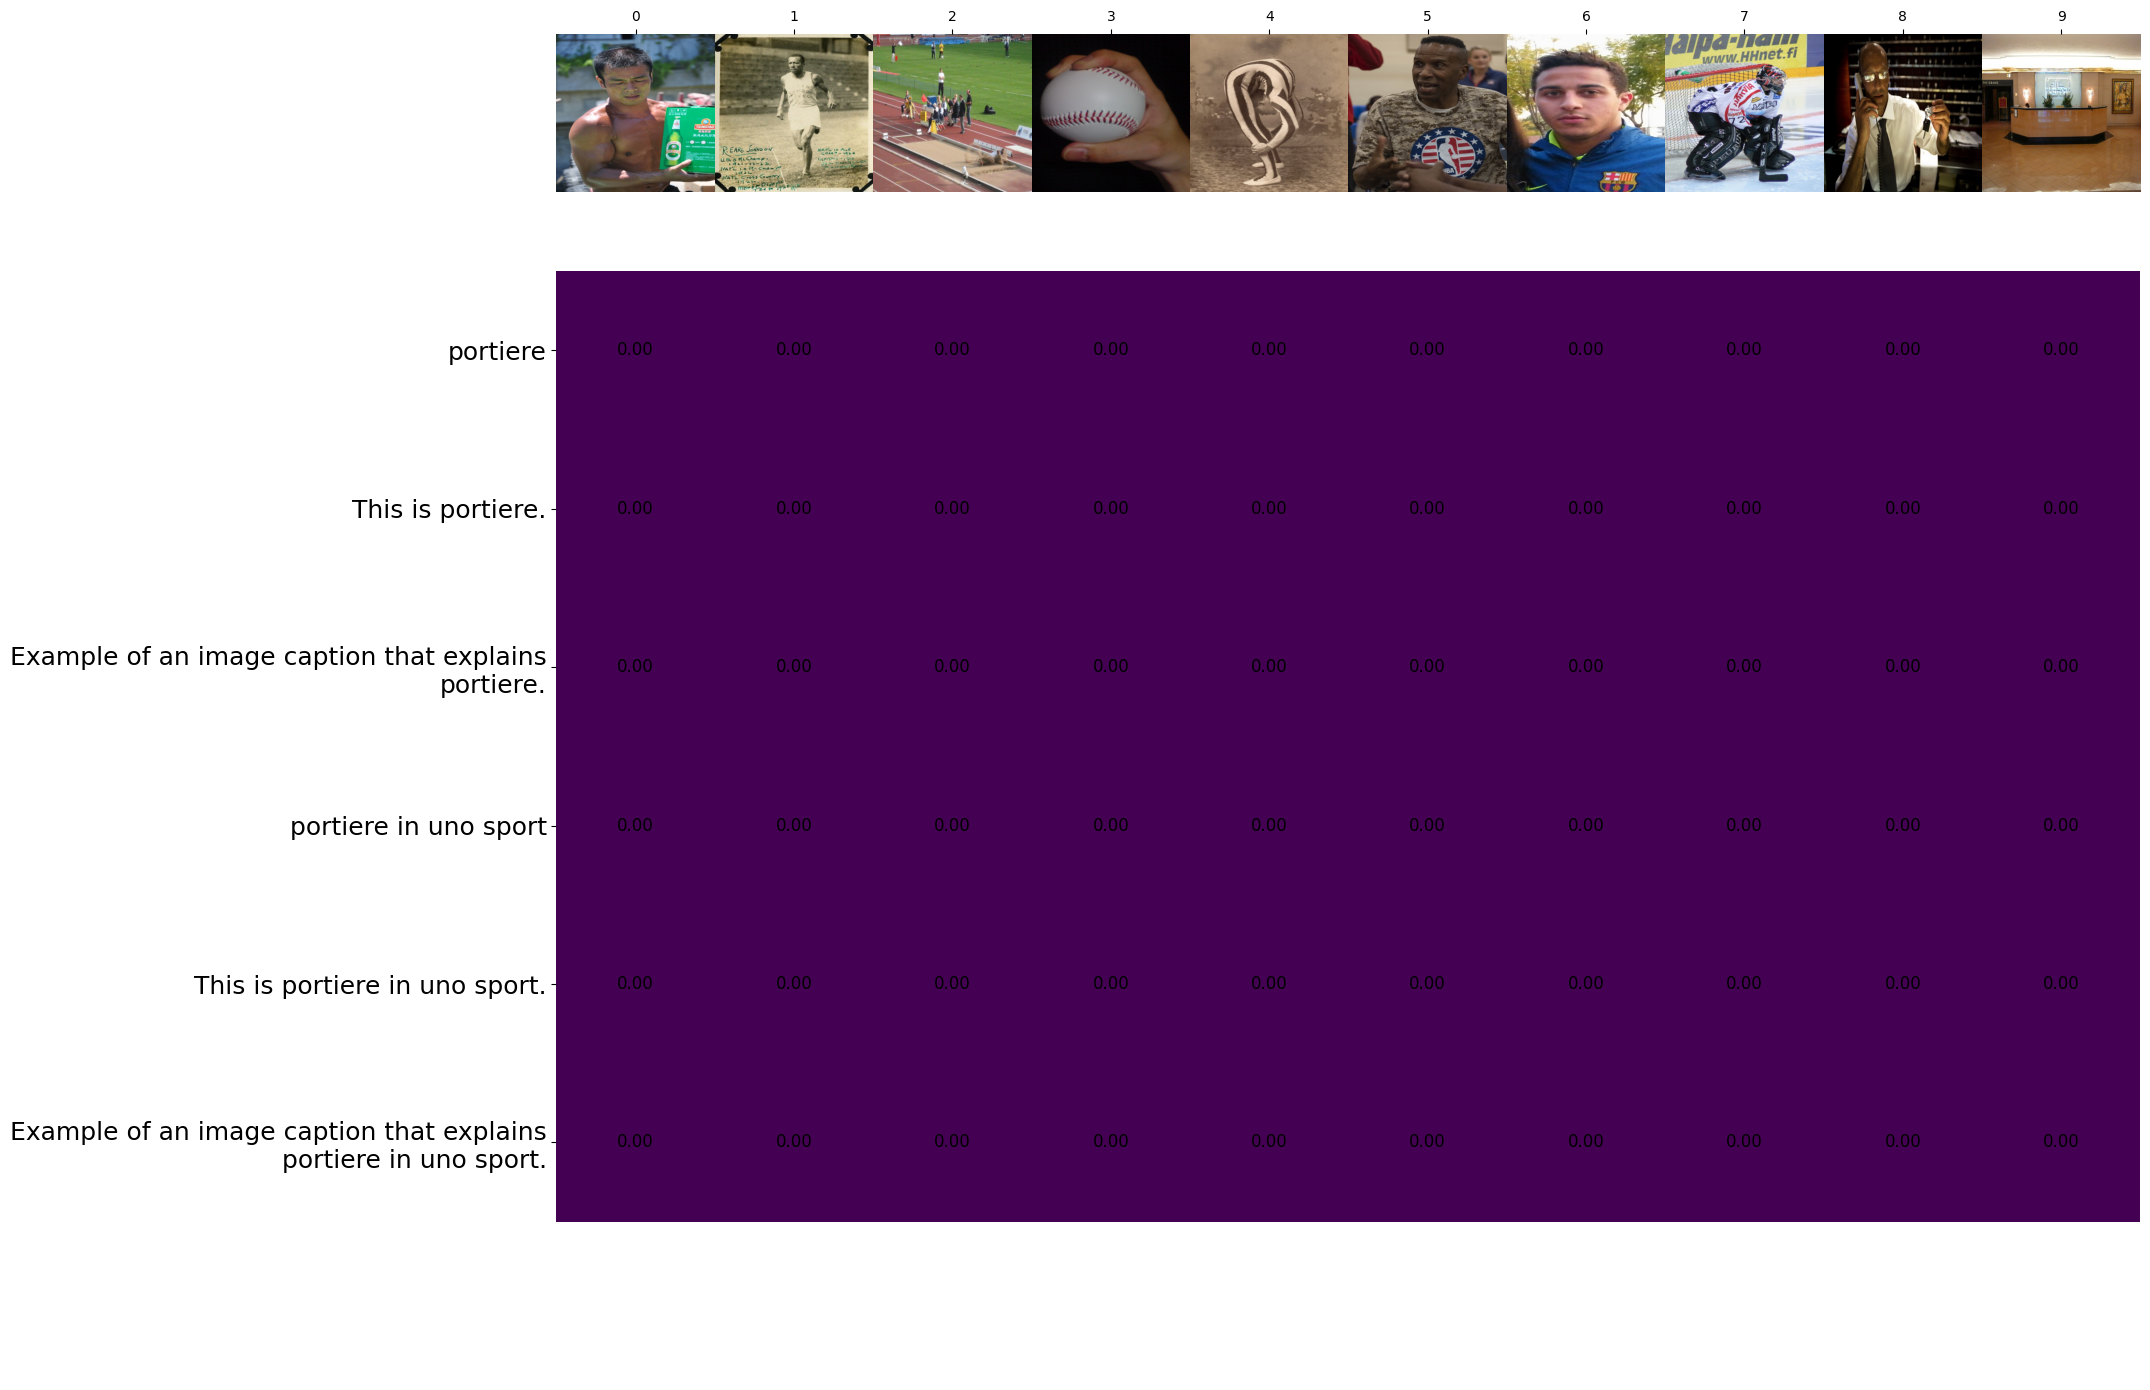 0 1 2 3 4 5 6 7 8 9
R. EARL JOHNSON
www.HHnet.fi
NBA
portiere 0.00 0.00 0.00 0.00 0.00 0.00 0.00 0.00 0.00 0.00
This is portiere. 0.00 0.00 0.00 0.00 0.00 0.00 0.00 0.00 0.00 0.00
Example of an image caption that explains
portiere. 0.00 0.00 0.00 0.00 0.00 0.00 0.00 0.00 0.00 0.00
portiere in uno sport 0.00 0.00 0.00 0.00 0.00 0.00 0.00 0.00 0.00 0.00
This is portiere in uno sport. 0.00 0.00 0.00 0.00 0.00 0.00 0.00 0.00 0.00 0.00
Example of an image caption that explains
portiere in uno sport. 0.00 0.00 0.00 0.00 0.00 0.00 0.00 0.00 0.00 0.00